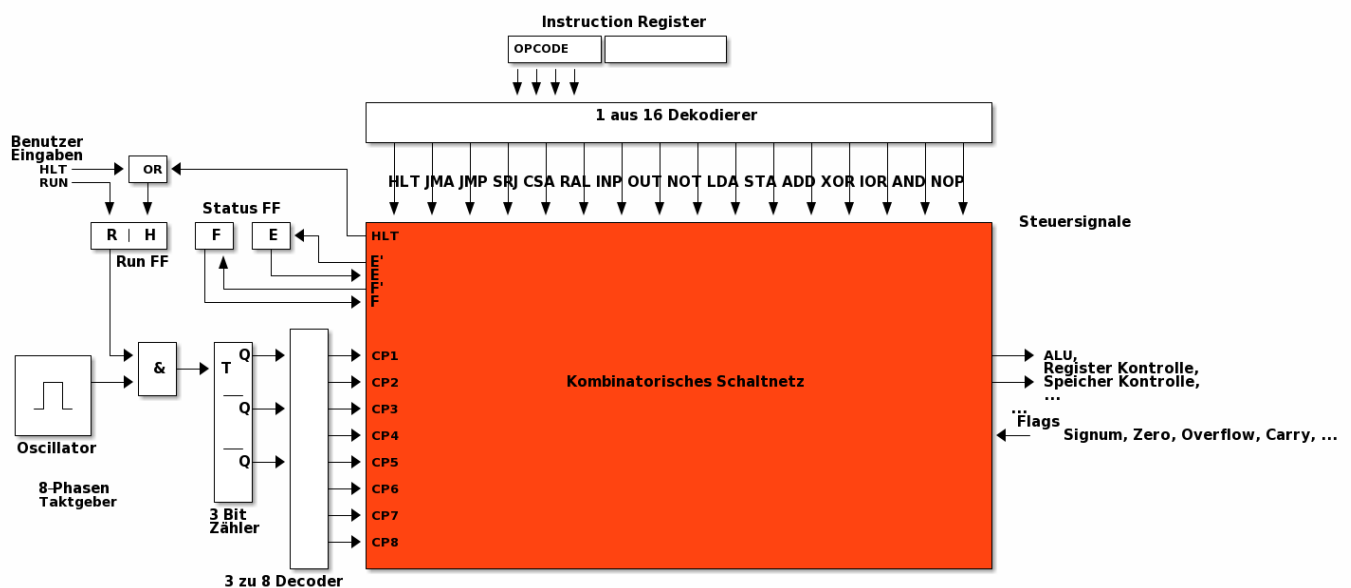 Instruction Register
OPCODE
1 aus 16 Dekodierer
Benutzer
Eingaben
HLT
RUN
OR
HLT JMA JMP SRJ CSA RAL INP OUT NOT LDA STA ADD XOR IOR AND NOP
Status FF
R | H
F
E
Run FF
HLT
E'
E
F'
F
Steuersignale
Oscillator
&
T
Q
Q
Q
CP1
CP2
CP3
CP4
CP5
CP6
CP7
CP8
Kombinatorisches Schaltnetz
ALU,
Register Kontrolle,
Speicher Kontrolle,
...
...
Flags
Signum, Zero, Overflow, Carry, ...
8-Phasen
Taktgeber
3 Bit
Zähler
3 zu 8 Decoder